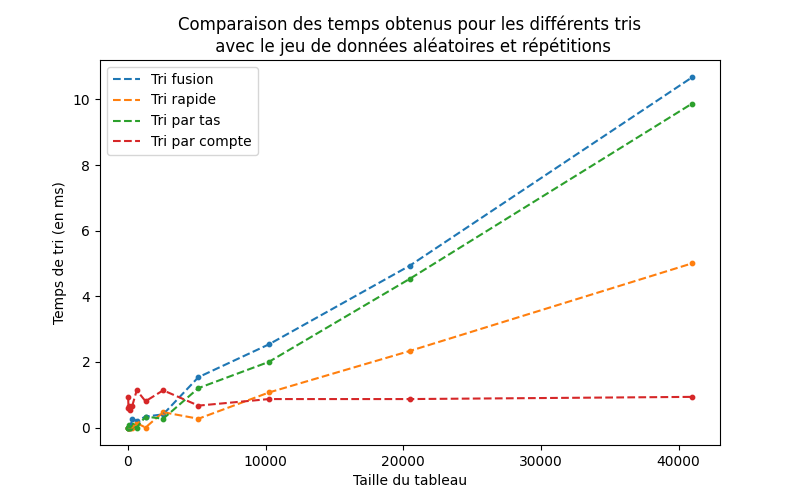 Comparaison des temps obtenus pour les différents tris
avec le jeu de données aléatoires et répétitions
Tri fusion
Tri rapide
Tri par tas
Tri par compte
Temps de tri (en ms)
10
8
6
4
2
0
0 10000 20000 30000 40000
Taille du tableau